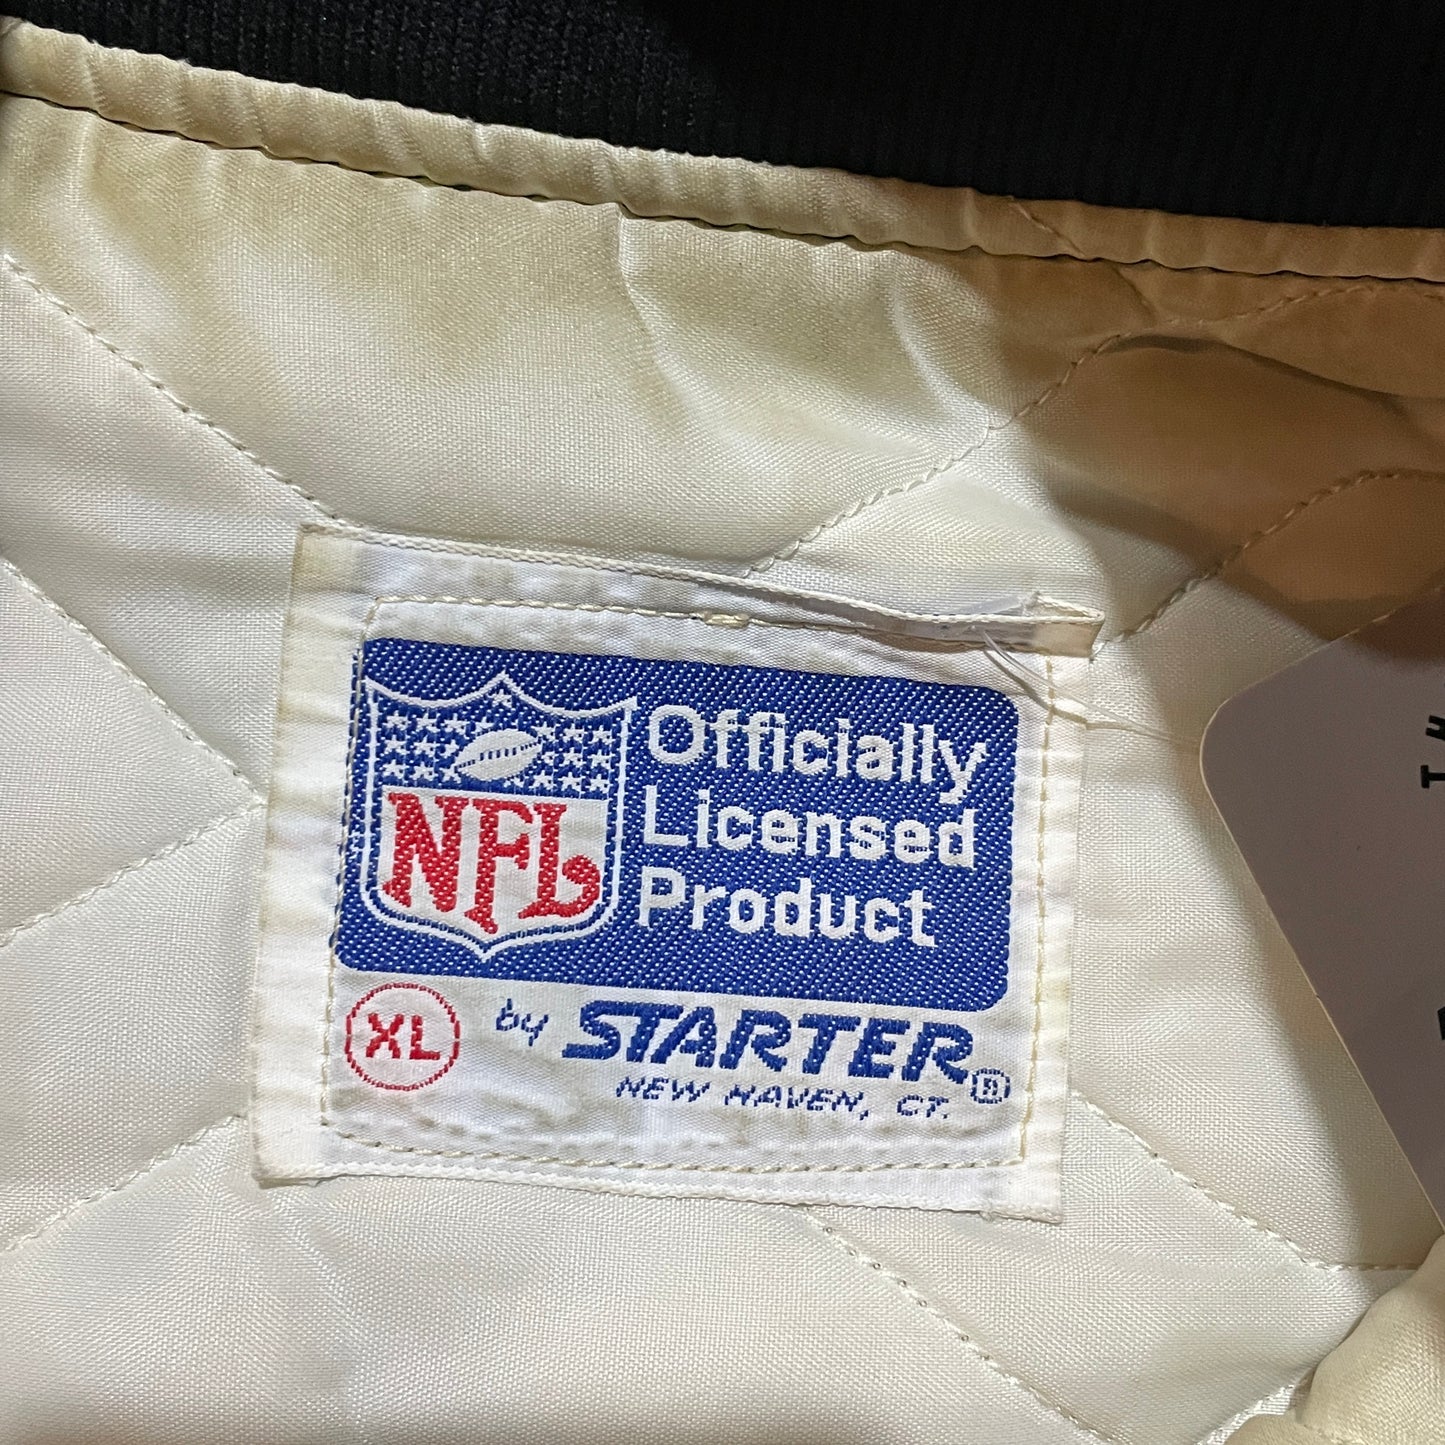 NFL
Officially
Licensed
Product
XL
by STARTER®
NEW HAVEN, CT.